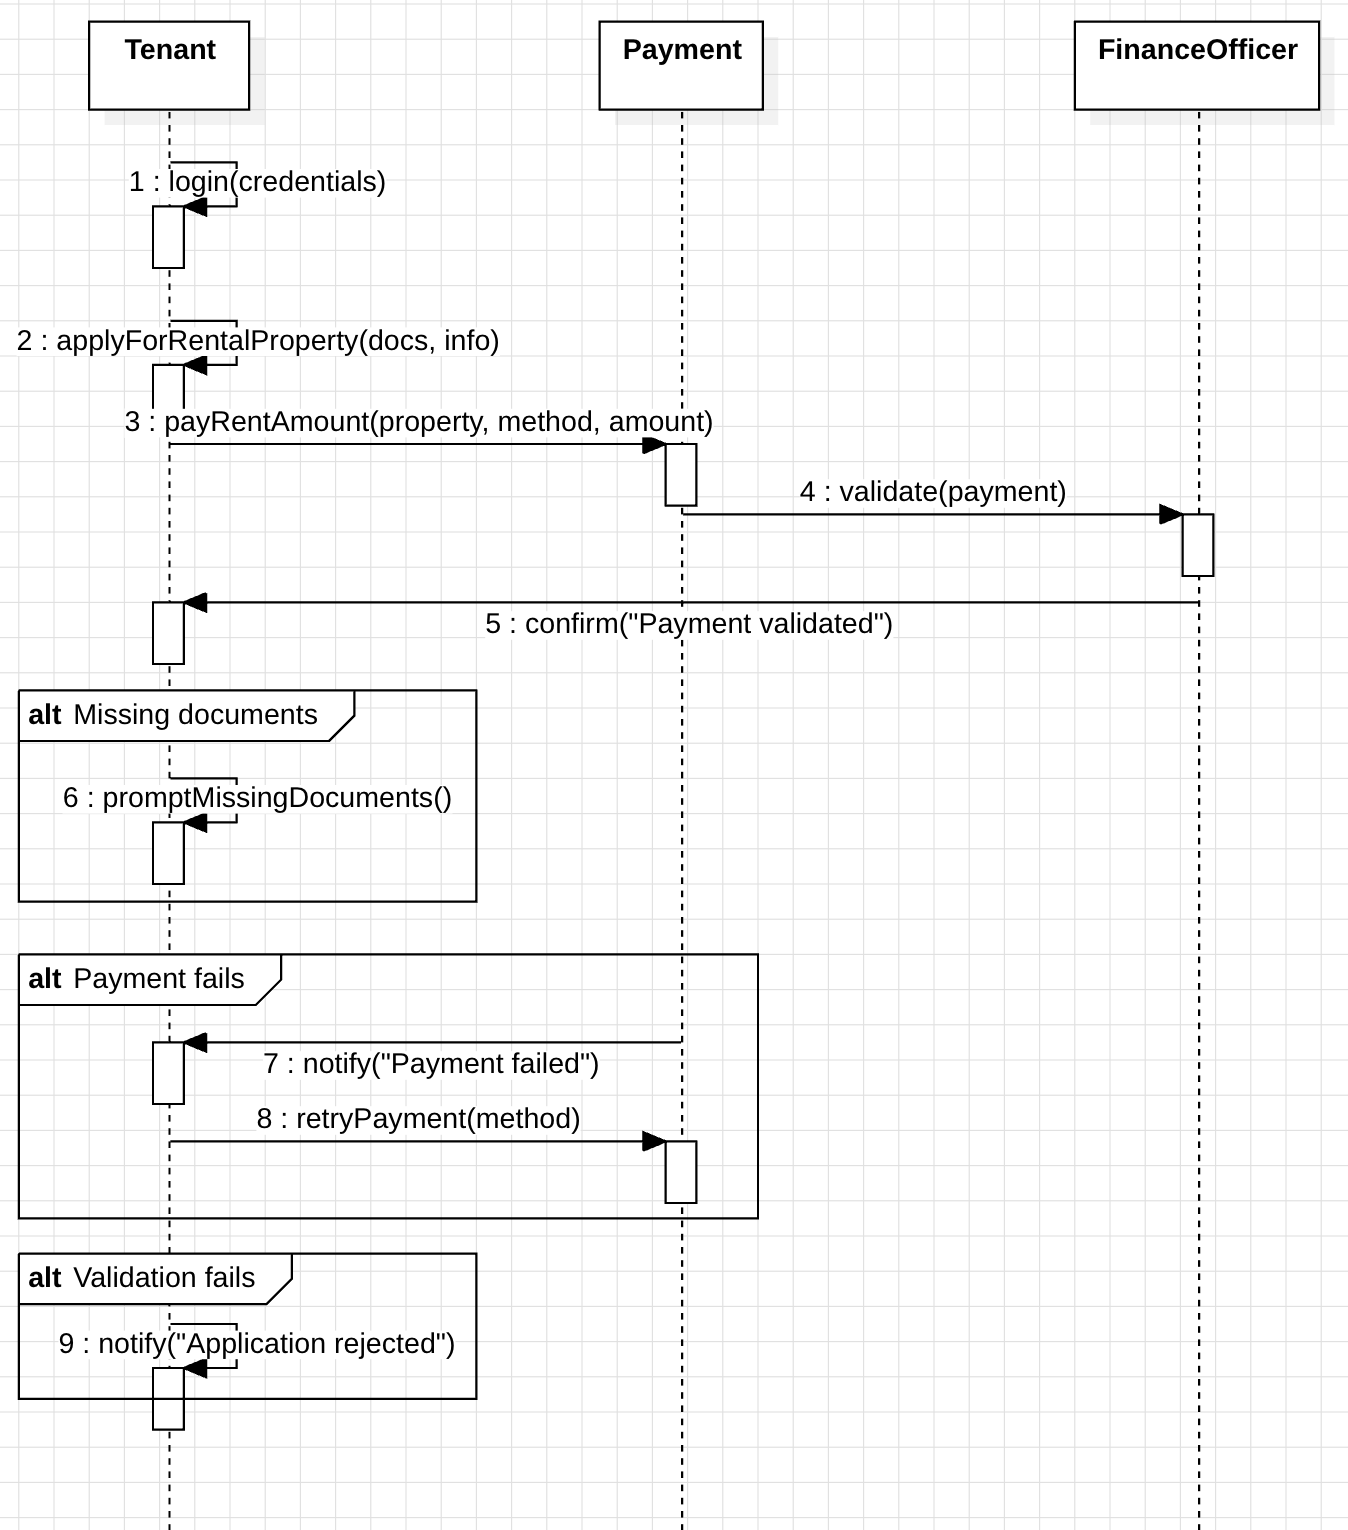 Tenant
Payment
FinanceOfficer
1 : login(credentials)
2 : applyForRentalProperty(docs, info)
3 : payRentAmount(property, method, amount)
4 : validate(payment)
5 : confirm("Payment validated")
alt Missing documents
6 : promptMissingDocuments()
alt Payment fails
7 : notify("Payment failed")
8 : retryPayment(method)
alt Validation fails
9 : notify("Application rejected")